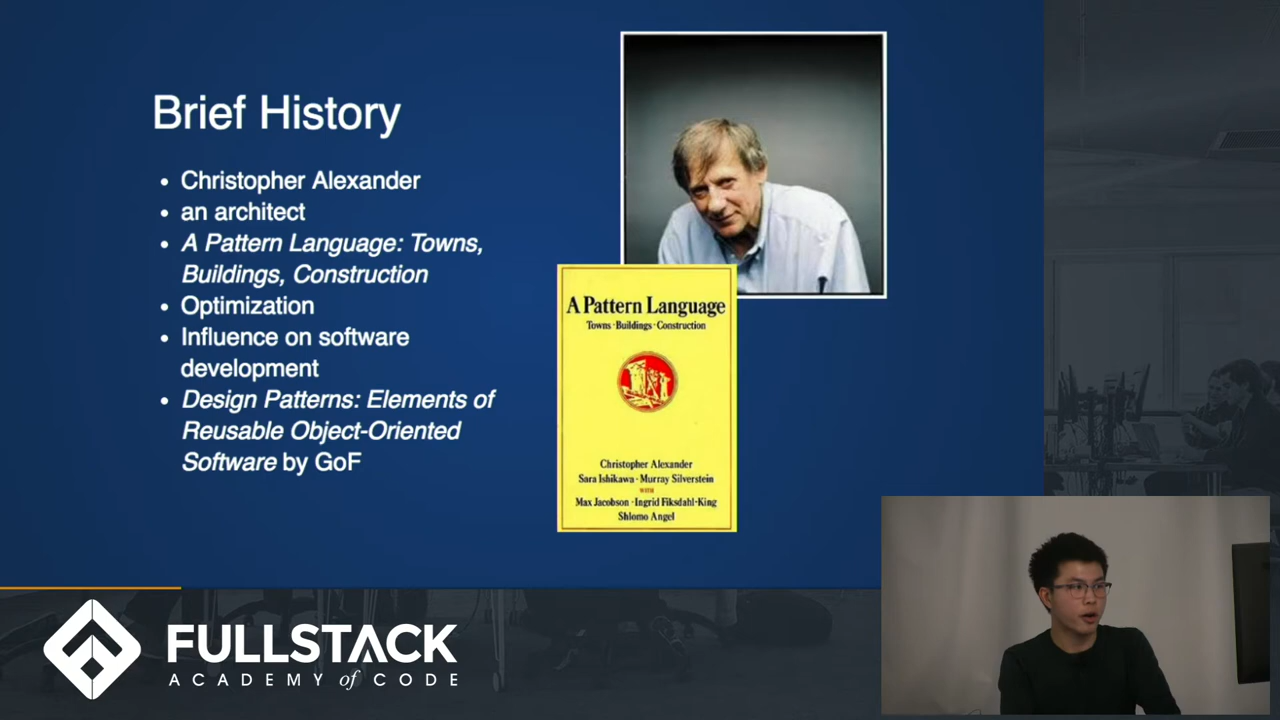 Brief History
• Christopher Alexander
• an architect
• A Pattern Language: Towns,
Buildings, Construction
• Optimization
• Influence on software
development
• Design Patterns: Elements of
Reusable Object-Oriented
Software by GoF
A Pattern Language
Towns · Buildings · Construction
Christopher Alexander
Sara Ishikawa · Murray Silverstein
WITH
Max Jacobson · Ingrid Fiksdahl-King
Shlomo Angel
FULLSTACK
ACADEMY of CODE